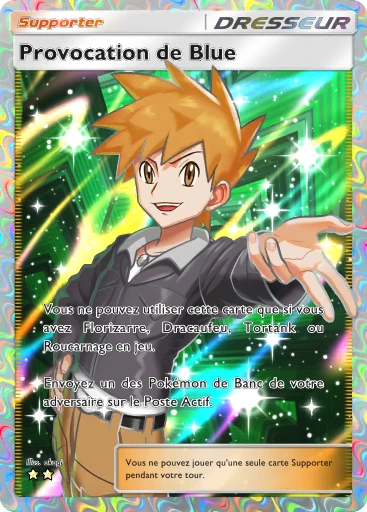 Supporter
DRESSEUR
Provocation de Blue
Vous ne pouvez utiliser cette carte que si vous
avez Florizarre, Dracaufeu, Tortank ou
Roucarnage en jeu.
Envoyez un des Pokémon de Banc de votre
adversaire sur le Poste Actif.
Illus. akagi
Vous ne pouvez jouer qu'une seule carte Supporter
pendant votre tour.